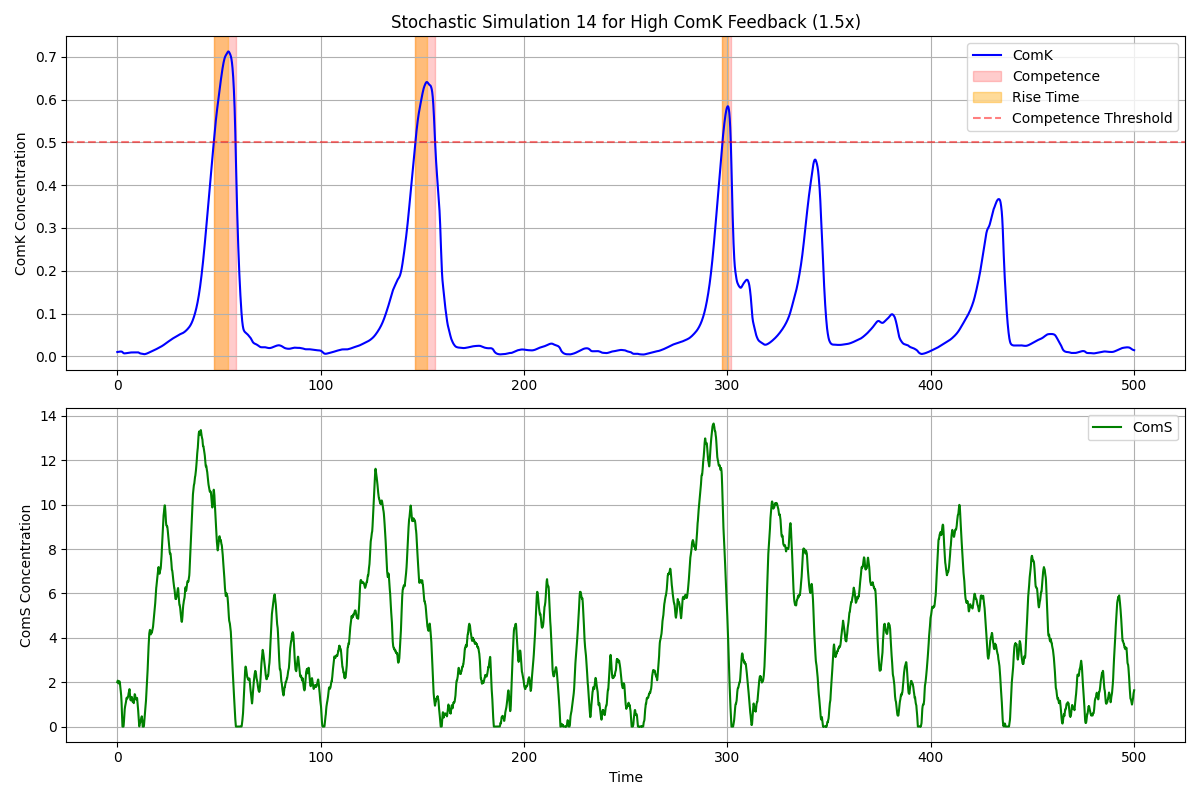 Stochastic Simulation 14 for High ComK Feedback (1.5x)
ComK Concentration
0.7
0.6
0.5
0.4
0.3
0.2
0.1
0.0
ComK
Competence
Rise Time
Competence Threshold
0 100 200 300 400 500
ComS Concentration
14
12
10
8
6
4
2
0
ComS
0 100 200 300 400 500
Time